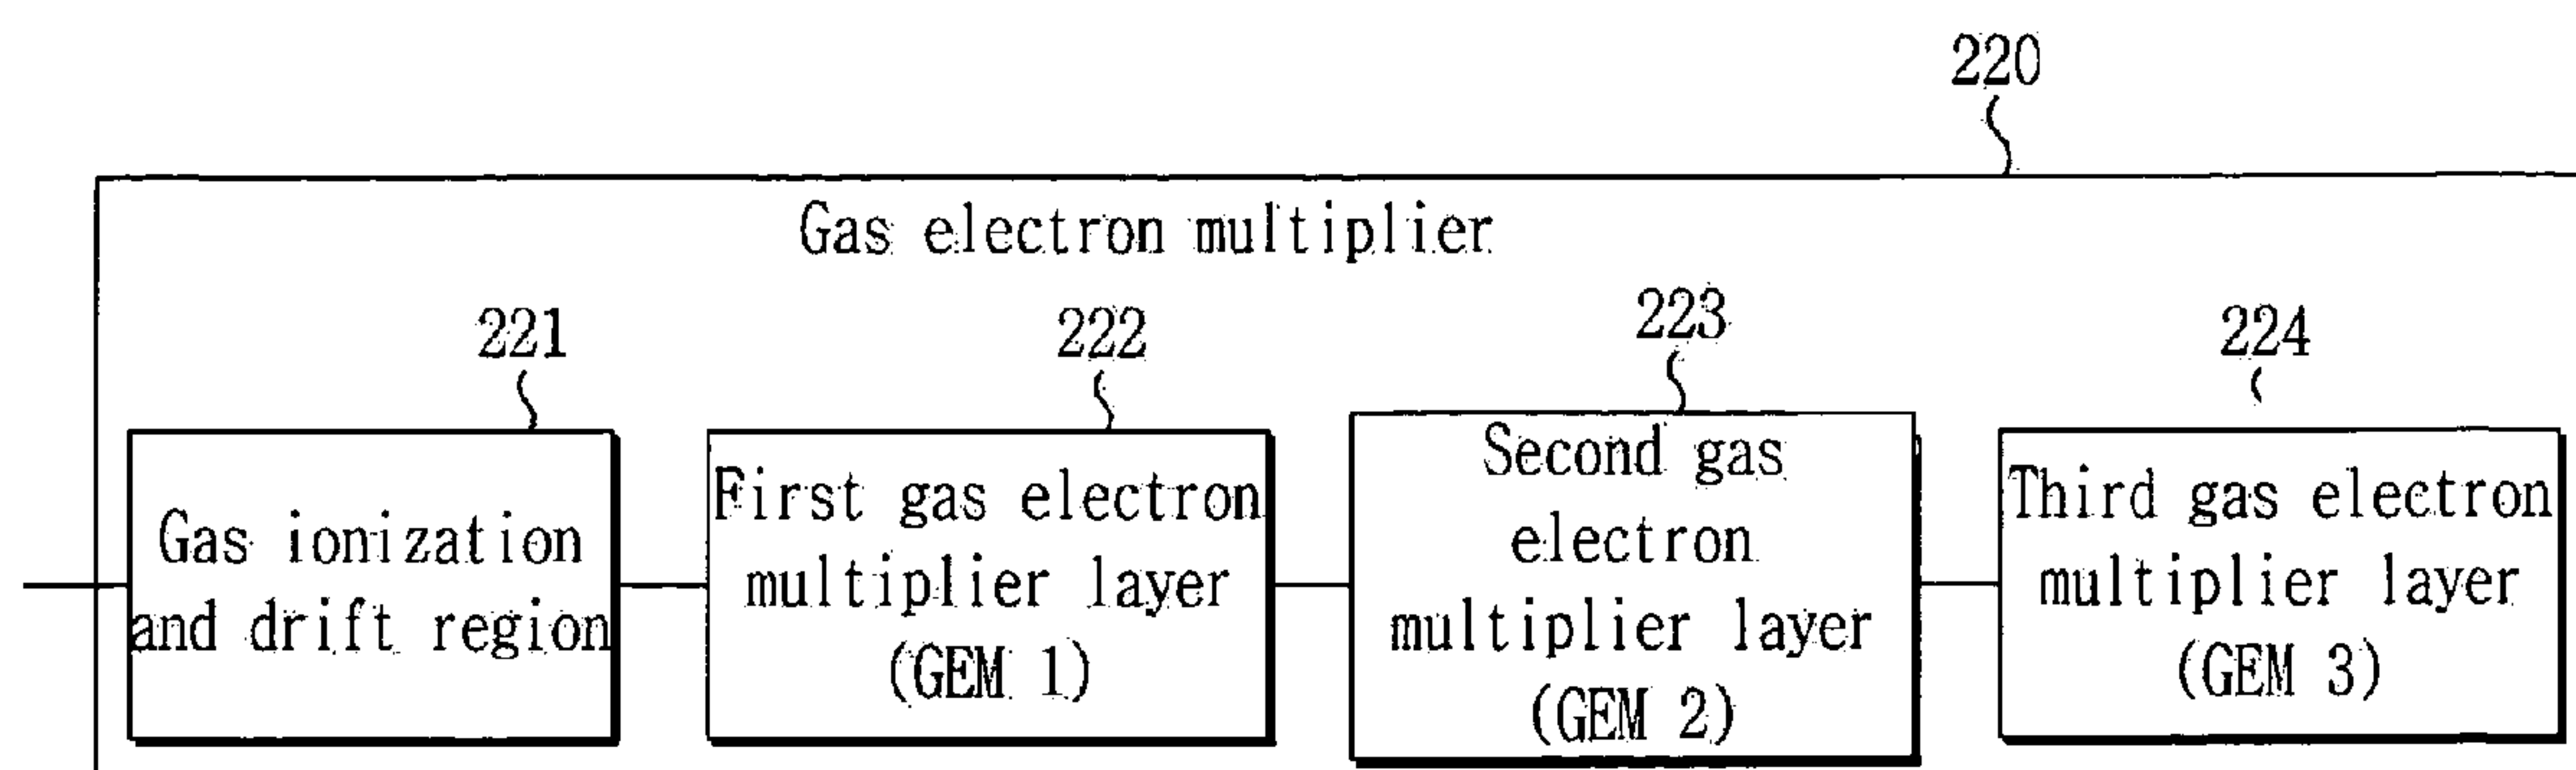 220
Gas electron multiplier
221
222
223
224
Gas ionization
and drift region
First gas electron
multiplier layer
(GEM 1)
Second gas
electron
multiplier layer
(GEM 2)
Third gas electron
multiplier layer
(GEM 3)